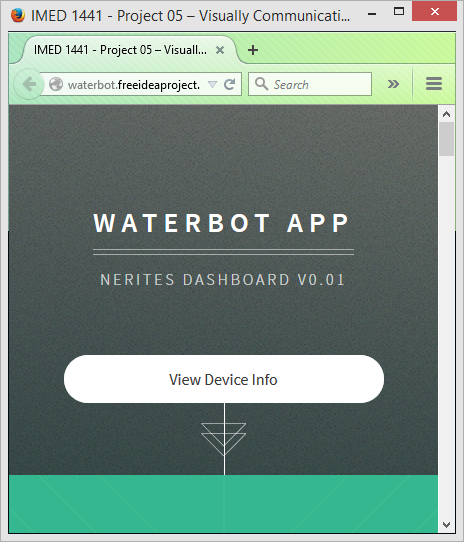 IMED 1441 - Project 05 – Visually Communicati...
IMED 1441 - Project 05 – Visuall...
waterbot.freeideaproject.
Search
WATERBOT APP
NERITES DASHBOARD V0.01
View Device Info